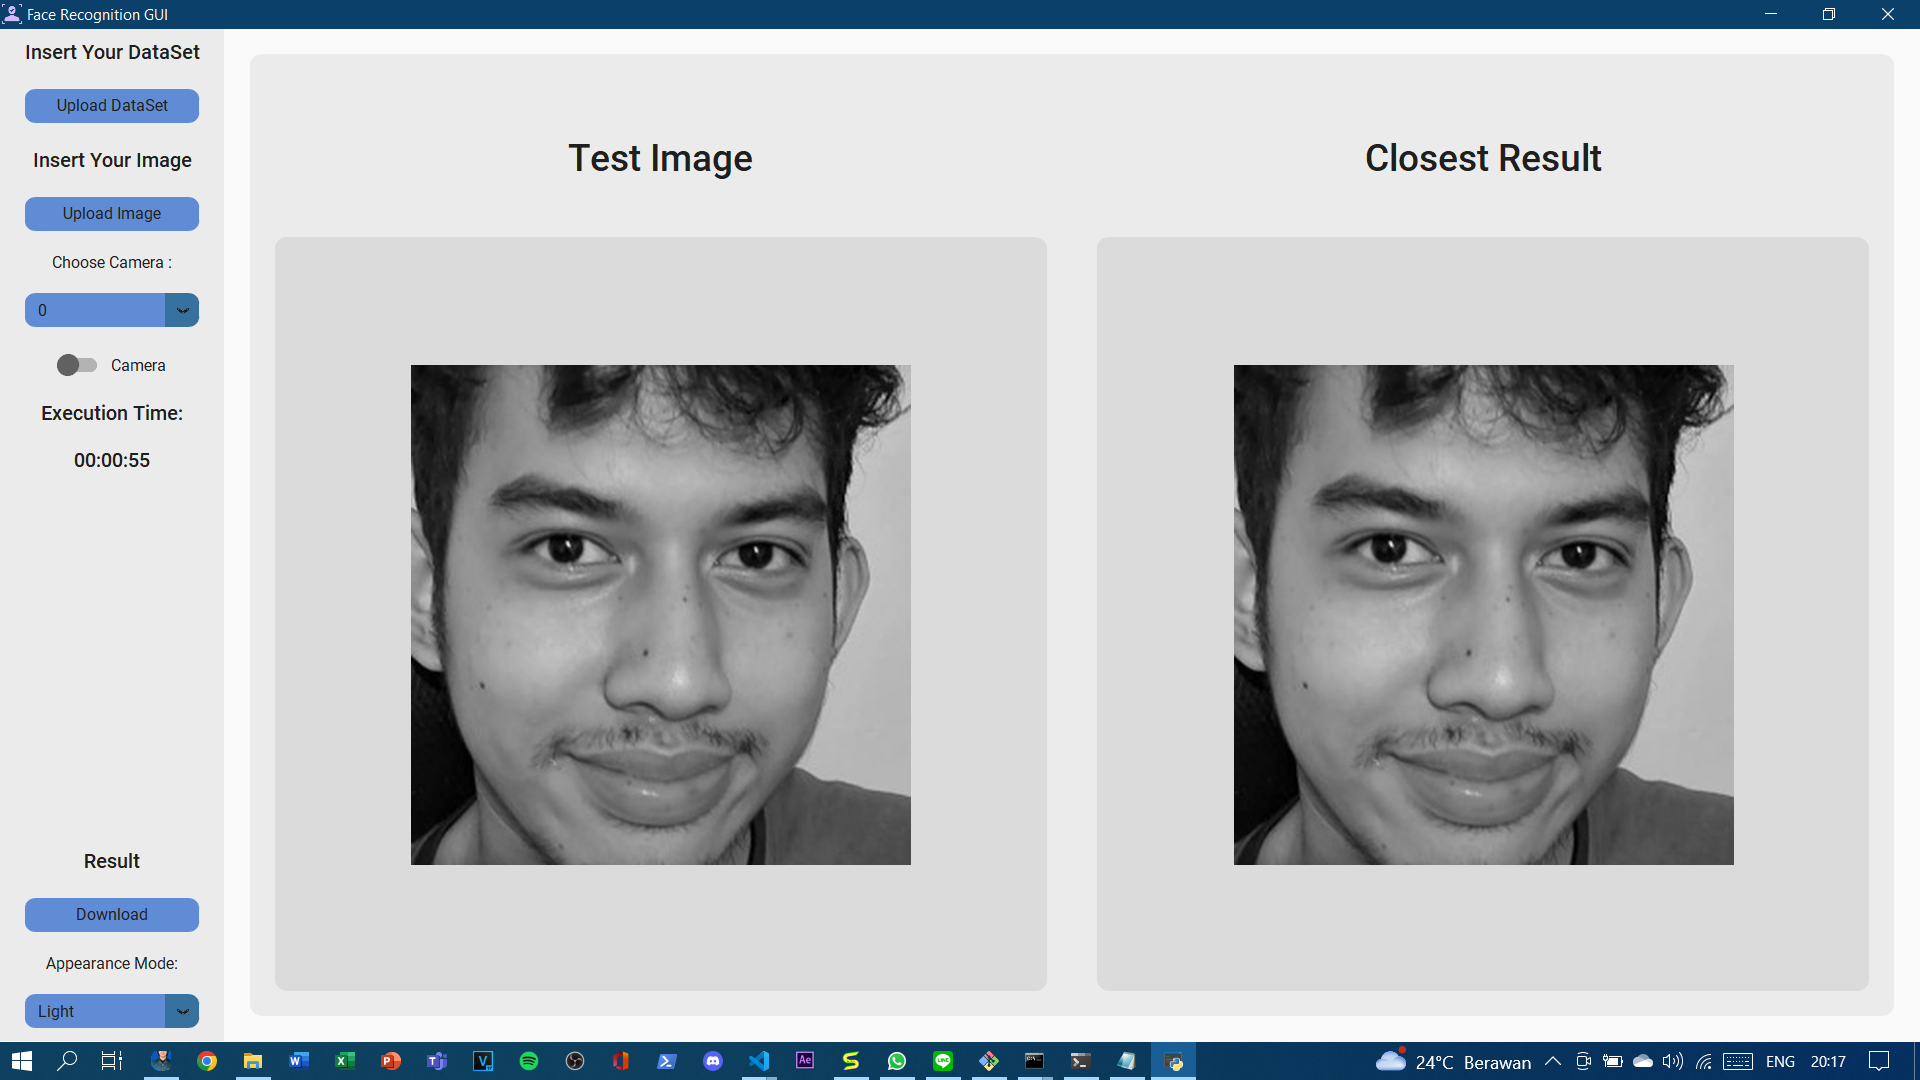 Face Recognition GUI
Insert Your DataSet
Upload DataSet
Insert Your Image
Upload Image
Choose Camera :
0
Camera
Execution Time:
00:00:55
Result
Download
Appearance Mode:
Light
Test Image
Closest Result
24°C Berawan
ENG
20:17